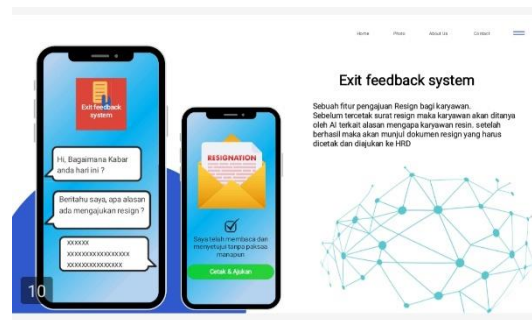 Home Photo About Us Contact
Exit feedback system
Sebuah fitur pengajuan Resign bagi karyawan.
Sebelum tercetak surat resign maka karyawan akan ditanya
oleh AI terkait alasan mengapa karyawan resin. setelah
berhasil maka akan munjul dokumen resign yang harus
dicetak dan diajukan ke HRD
Exit feedback
system
Hi, Bagaimana Kabar
anda hari ini ?
Beritahu saya, apa alasan
ada mengajukan resign ?
xxxxxx
xxxxxxxxxxxxxxxxx
xxxxxxxxxxxxxxx
RESIGNATION
Saya telah membaca dan
menyetujui tanpa paksaa
manapun
Cetak & Ajukan
10